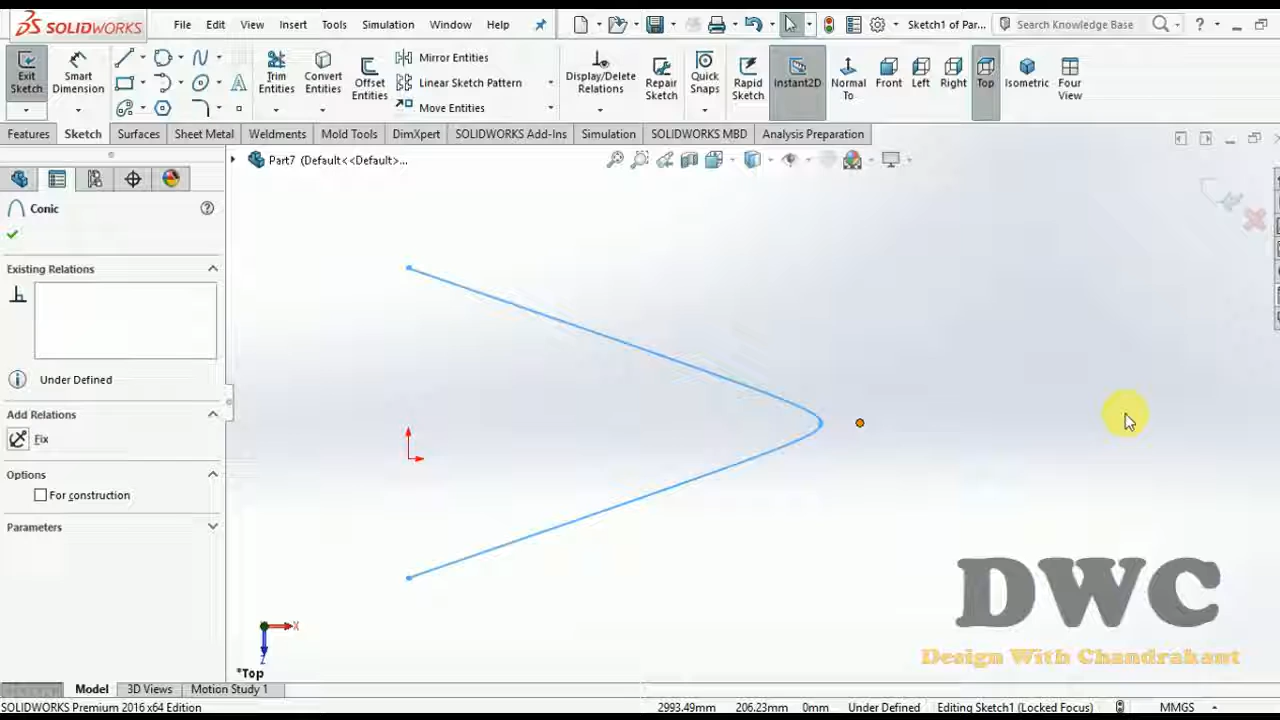 SOLIDWORKS File Edit View Insert Tools Simulation Window Help Sketch1 of Par... Search Knowledge Base ?
Exit Sketch Smart Dimension Trim Entities Convert Entities Offset Entities Mirror Entities Linear Sketch Pattern Move Entities Display/Delete Relations Repair Sketch Quick Snaps Rapid Sketch Instant2D Normal To Front Left Right Top Isometric Four View
Features Sketch Surfaces Sheet Metal Weldments Mold Tools DimXpert SOLIDWORKS Add-Ins Simulation SOLIDWORKS MBD Analysis Preparation
Part7 (Default<<Default>...
Conic
Existing Relations
Under Defined
Add Relations
Fix
Options
For construction
Parameters
X
Z
*Top
DWC
Design With Chandrakant
Model 3D Views Motion Study 1
SOLIDWORKS Premium 2016 x64 Edition 2993.49mm 206.23mm 0mm Under Defined Editing Sketch1 (Locked Focus) MMGS